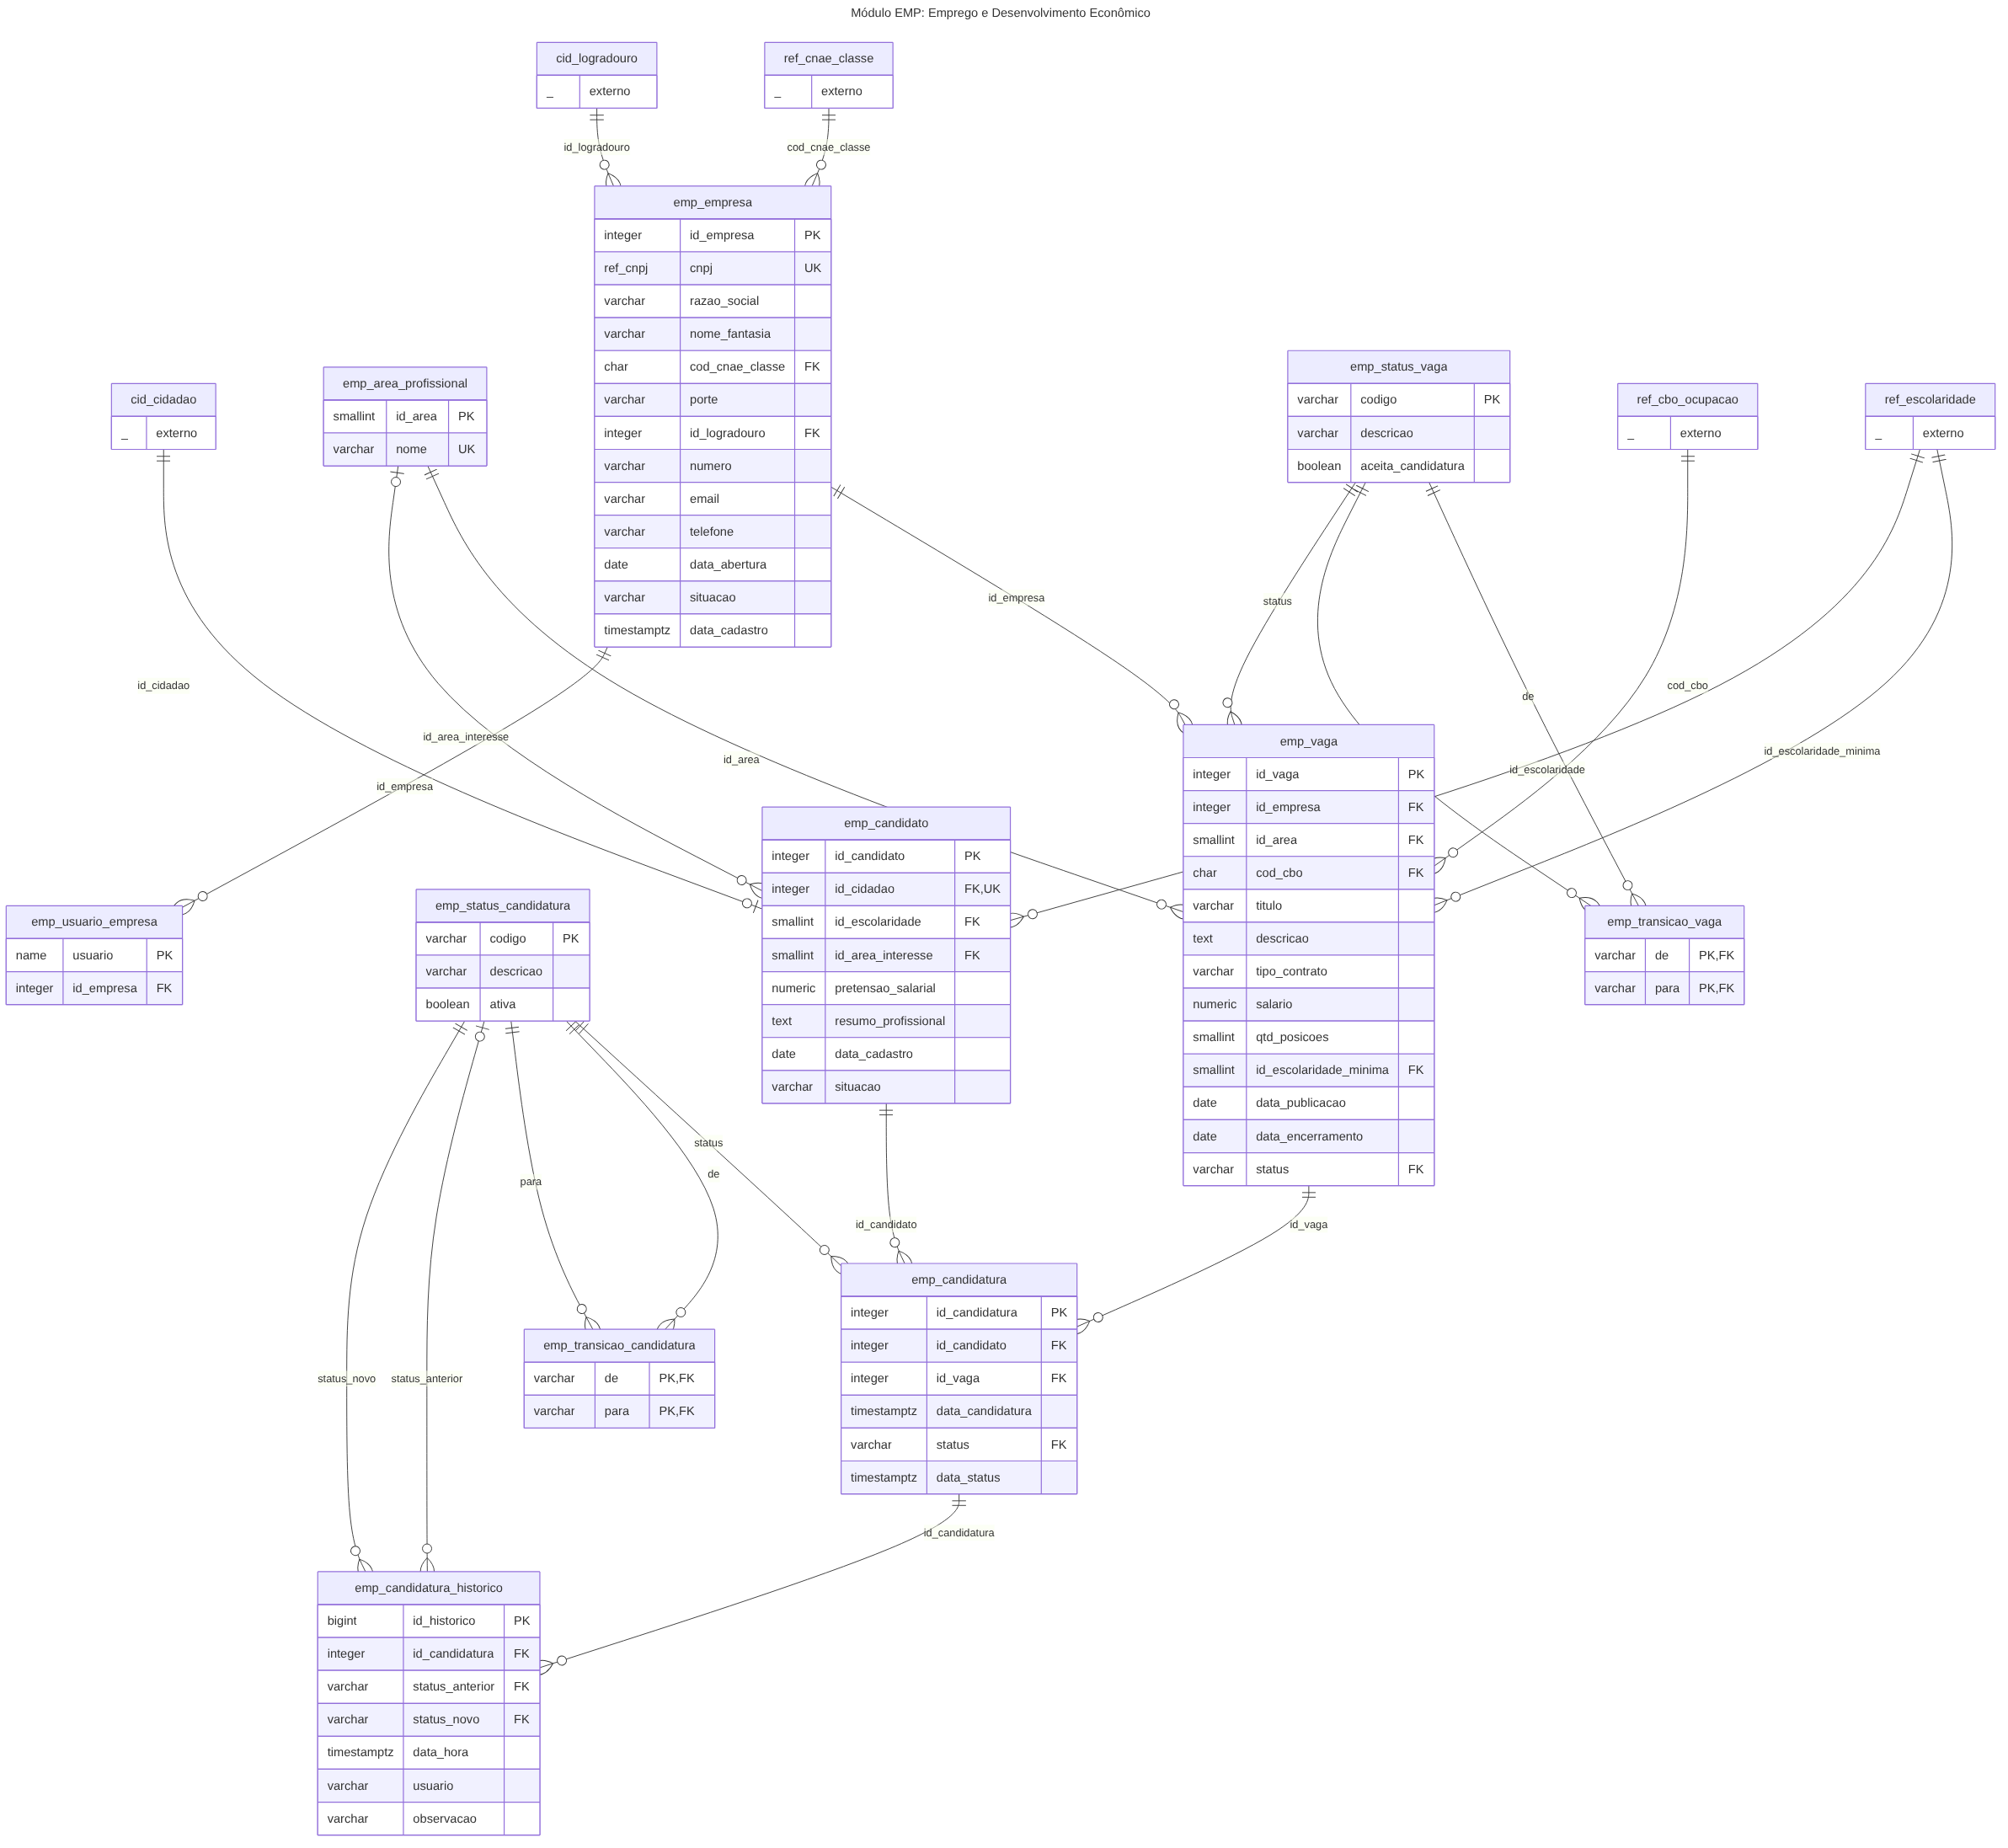 Módulo EMP: Emprego e Desenvolvimento Econômico
cid_logradouro
_ externo
ref_cnae_classe
_ externo
id_logradouro
cod_cnae_classe
emp_empresa
integer id_empresa PK
ref_cnpj cnpj UK
varchar razao_social
varchar nome_fantasia
char cod_cnae_classe FK
varchar porte
integer id_logradouro FK
varchar numero
varchar email
varchar telefone
date data_abertura
varchar situacao
timestamptz data_cadastro
cid_cidadao
_ externo
emp_area_profissional
smallint id_area PK
varchar nome UK
emp_status_vaga
varchar codigo PK
varchar descricao
boolean aceita_candidatura
ref_cbo_ocupacao
_ externo
ref_escolaridade
_ externo
id_empresa
status
id_cidadao
cod_cbo
de
id_area_interesse
id_area
id_escolaridade_minima
id_escolaridade
id_empresa
emp_vaga
integer id_vaga PK
integer id_empresa FK
smallint id_area FK
char cod_cbo FK
varchar titulo
text descricao
varchar tipo_contrato
numeric salario
smallint qtd_posicoes
smallint id_escolaridade_minima FK
date data_publicacao
date data_encerramento
varchar status FK
emp_candidato
integer id_candidato PK
integer id_cidadao FK,UK
smallint id_escolaridade FK
smallint id_area_interesse FK
numeric pretensao_salarial
text resumo_profissional
date data_cadastro
varchar situacao
emp_usuario_empresa
name usuario PK
integer id_empresa FK
emp_status_candidatura
varchar codigo PK
varchar descricao
boolean ativa
emp_transicao_vaga
varchar de PK,FK
varchar para PK,FK
status
de
para
id_candidato
id_vaga
emp_candidatura
integer id_candidatura PK
integer id_candidato FK
integer id_vaga FK
timestamptz data_candidatura
varchar status FK
timestamptz data_status
emp_transicao_candidatura
varchar de PK,FK
varchar para PK,FK
status_novo
status_anterior
id_candidatura
emp_candidatura_historico
bigint id_historico PK
integer id_candidatura FK
varchar status_anterior FK
varchar status_novo FK
timestamptz data_hora
varchar usuario
varchar observacao